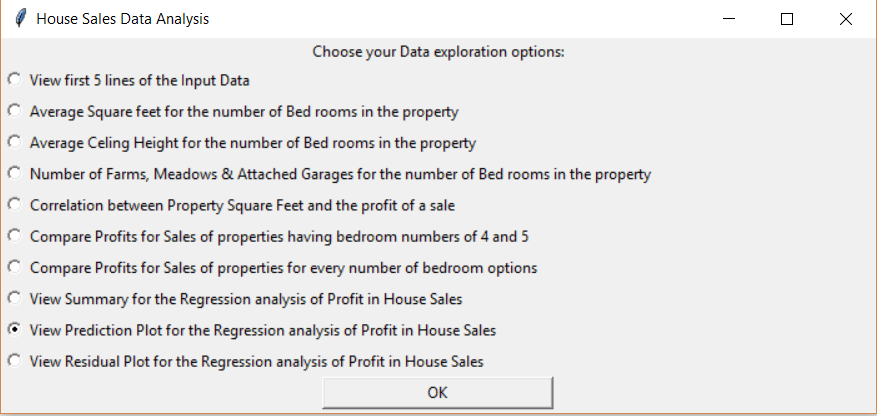 House Sales Data Analysis
Choose your Data exploration options:
View first 5 lines of the Input Data
Average Square feet for the number of Bed rooms in the property
Average Celing Height for the number of Bed rooms in the property
Number of Farms, Meadows & Attached Garages for the number of Bed rooms in the property
Correlation between Property Square Feet and the profit of a sale
Compare Profits for Sales of properties having bedroom numbers of 4 and 5
Compare Profits for Sales of properties for every number of bedroom options
View Summary for the Regression analysis of Profit in House Sales
View Prediction Plot for the Regression analysis of Profit in House Sales
View Residual Plot for the Regression analysis of Profit in House Sales
OK